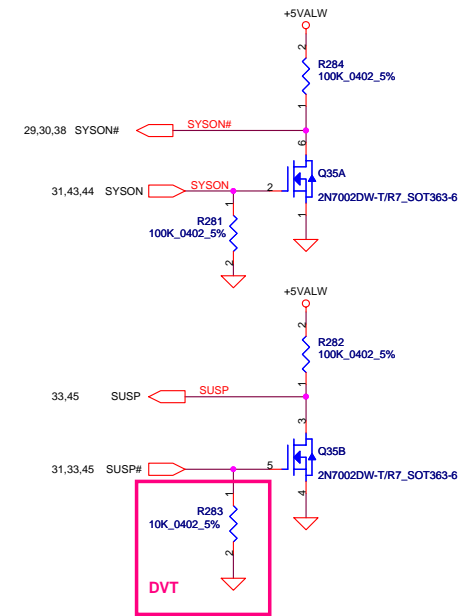 +5VALW
2
R284
100K_0402_5%
1
29,30,38 SYSON# SYSON#
6
Q35A
31,43,44 SYSON SYSON 2
2N7002DW-T/R7_SOT363-6
1
1
R281
100K_0402_5%
2
+5VALW
2
R282
100K_0402_5%
1
33,45 SUSP SUSP
3
Q35B
31,33,45 SUSP# 5
2N7002DW-T/R7_SOT363-6
4
1
R283
10K_0402_5%
2
DVT